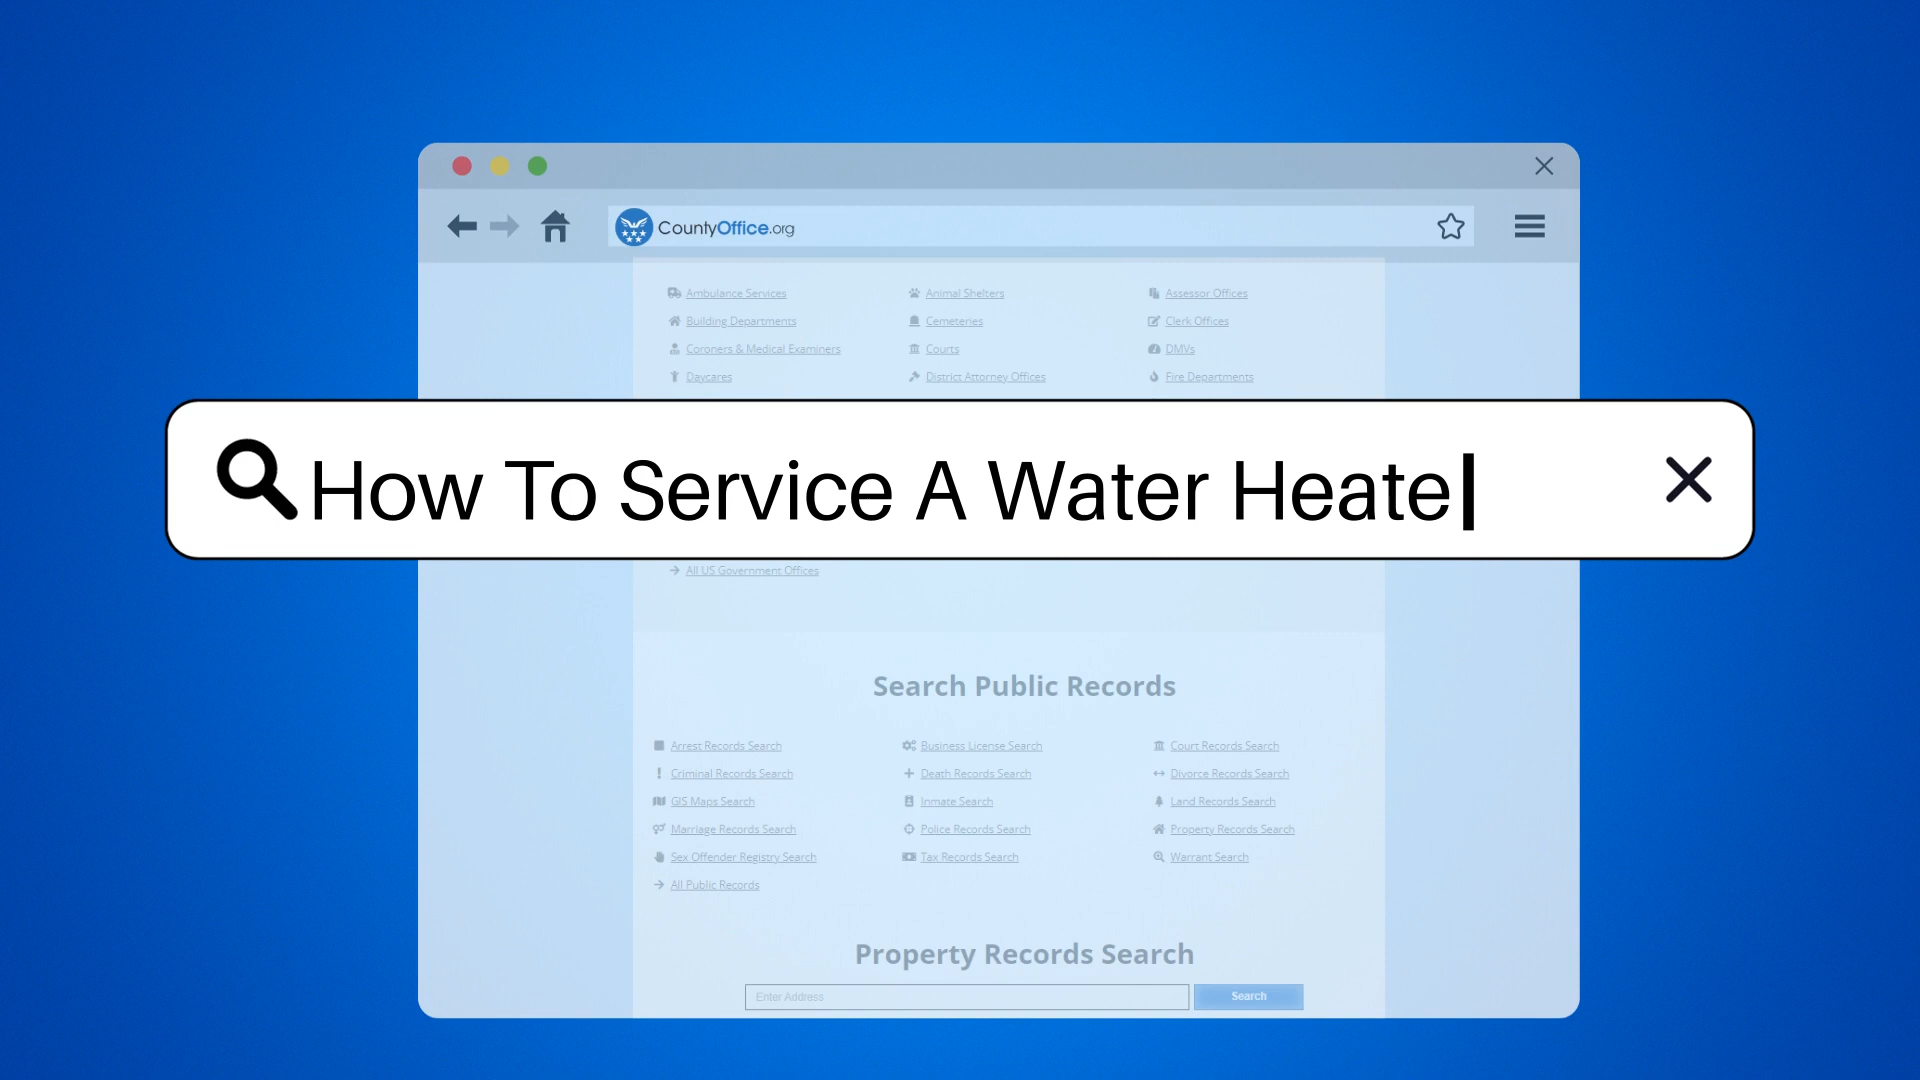 CountyOffice.org
Ambulance Services Animal Shelters Assessor Offices
Building Departments Cemeteries Clerk Offices
Coroners & Medical Examiners Courts DMVs
Daycares District Attorney Offices Fire Departments
How To Service A Water Heate
All US Government Offices
Search Public Records
Arrest Records Search Business License Search Court Records Search
Criminal Records Search Death Records Search Divorce Records Search
GIS Maps Search Inmate Search Land Records Search
Marriage Records Search Police Records Search Property Records Search
Sex Offender Registry Search Tax Records Search Warrant Search
All Public Records
Property Records Search
Enter Address Search